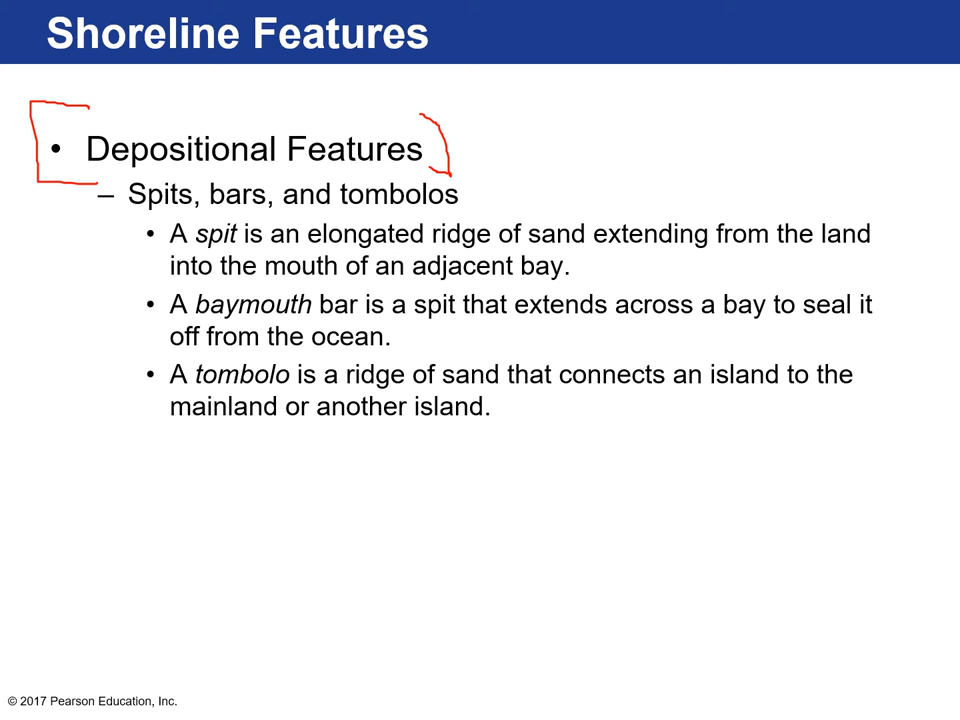 Shoreline Features
• Depositional Features
– Spits, bars, and tombolos
• A spit is an elongated ridge of sand extending from the land
into the mouth of an adjacent bay.
• A baymouth bar is a spit that extends across a bay to seal it
off from the ocean.
• A tombolo is a ridge of sand that connects an island to the
mainland or another island.
© 2017 Pearson Education, Inc.